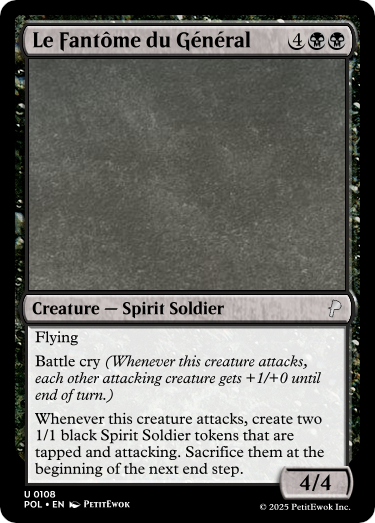 Le Fantôme du Général 4
Creature — Spirit Soldier
Flying
Battle cry (Whenever this creature attacks,
each other attacking creature gets +1/+0 until
end of turn.)
Whenever this creature attacks, create two
1/1 black Spirit Soldier tokens that are
tapped and attacking. Sacrifice them at the
beginning of the next end step.
4/4
U 0108
POL • EN PetitEwok
© 2025 PetitEwok Inc.